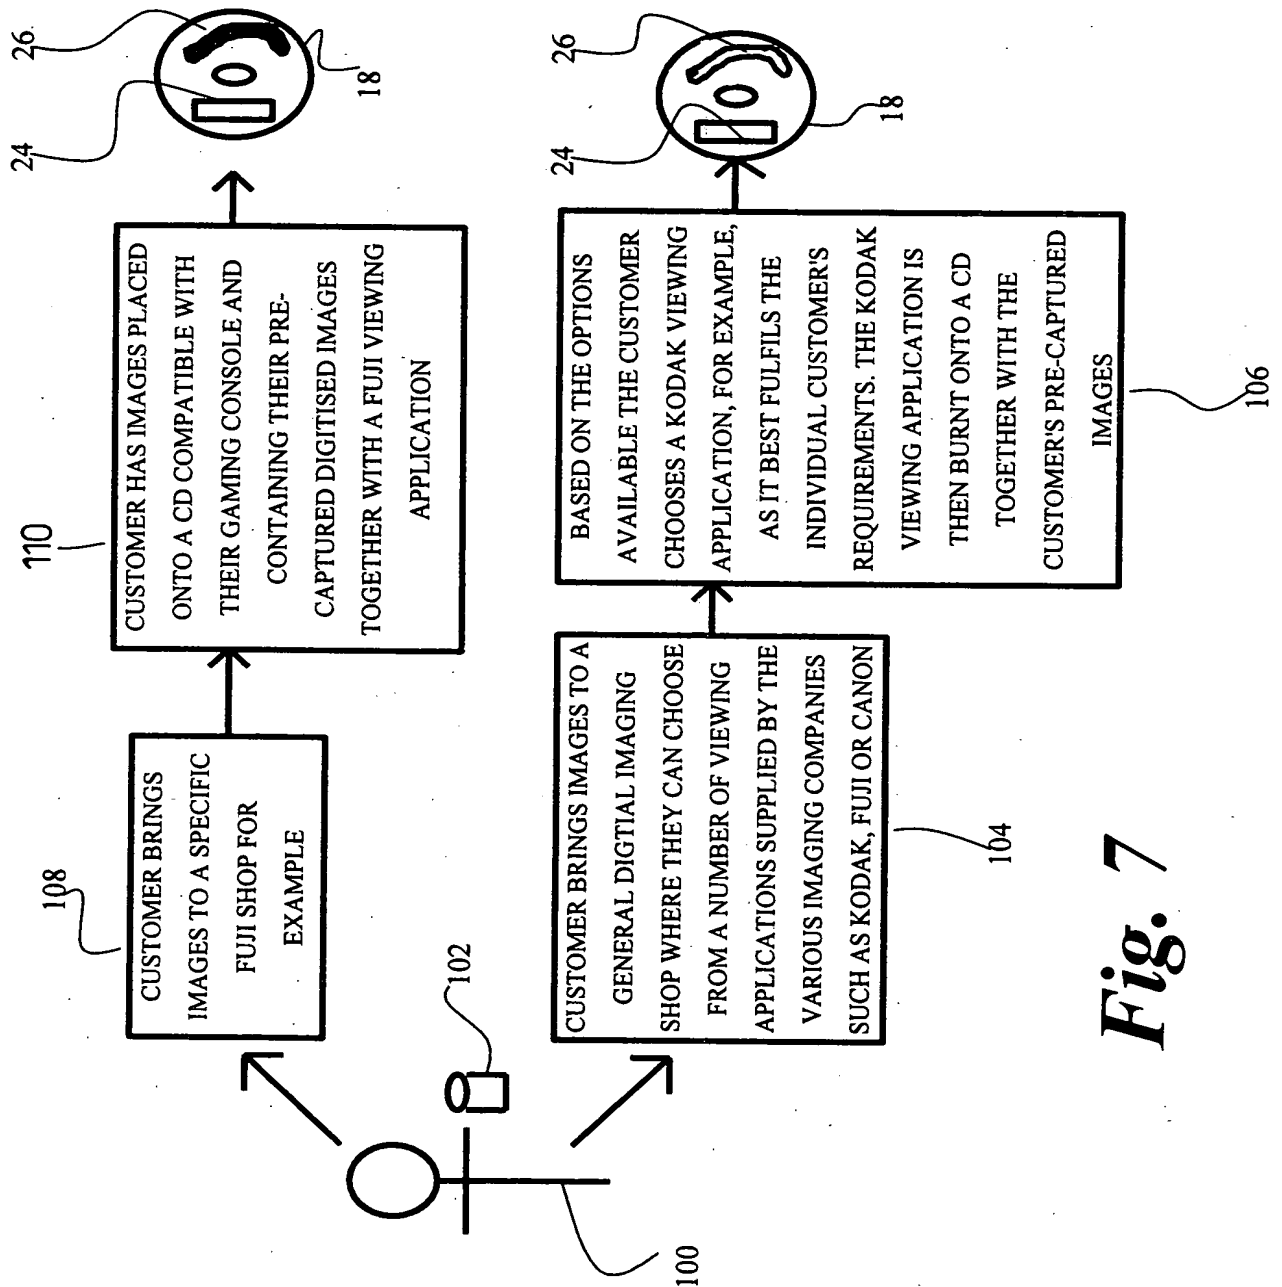 108
CUSTOMER BRINGS
IMAGES TO A SPECIFIC
FUJI SHOP FOR
EXAMPLE
110
CUSTOMER HAS IMAGES PLACED
ONTO A CD COMPATIBLE WITH
THEIR GAMING CONSOLE AND
CONTAINING THEIR PRE-
CAPTURED DIGITISED IMAGES
TOGETHER WITH A FUJI VIEWING
APPLICATION
24
26
18
100
102
CUSTOMER BRINGS IMAGES TO A
GENERAL DIGTIAL IMAGING
SHOP WHERE THEY CAN CHOOSE
FROM A NUMBER OF VIEWING
APPLICATIONS SUPPLIED BY THE
VARIOUS IMAGING COMPANIES
SUCH AS KODAK, FUJI OR CANON
104
BASED ON THE OPTIONS
AVAILABLE THE CUSTOMER
CHOOSES A KODAK VIEWING
APPLICATION, FOR EXAMPLE,
AS IT BEST FULFILS THE
INDIVIDUAL CUSTOMER'S
REQUIREMENTS. THE KODAK
VIEWING APPLICATION IS
THEN BURNT ONTO A CD
TOGETHER WITH THE
CUSTOMER'S PRE-CAPTURED
IMAGES
106
24
26
18
Fig. 7